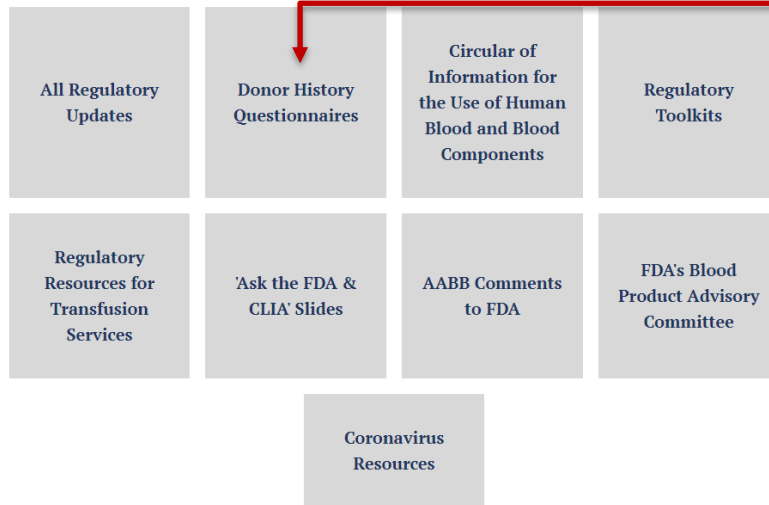 All Regulatory
Updates
Donor History
Questionnaires
Circular of
Information for
the Use of Human
Blood and Blood
Components
Regulatory
Toolkits
Regulatory
Resources for
Transfusion
Services
'Ask the FDA &
CLIA' Slides
AABB Comments
to FDA
FDA's Blood
Product Advisory
Committee
Coronavirus
Resources